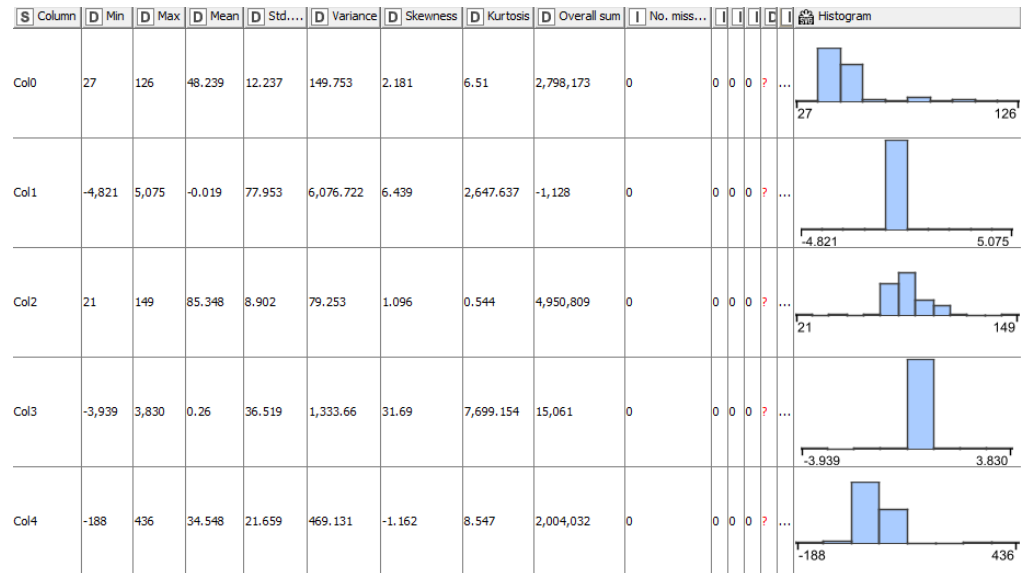 S Column D Min D Max D Mean D Std.... D Variance D Skewness D Kurtosis D Overall sum I No. miss... I I I D I Histogram
Col0 27 126 48.239 12.237 149.753 2.181 6.51 2,798,173 0 0 0 0 ? ...
27 126
Col1 -4,821 5,075 -0.019 77.953 6,076.722 6.439 2,647.637 -1,128 0 0 0 0 ? ...
-4.821 5.075
Col2 21 149 85.348 8.902 79.253 1.096 0.544 4,950,809 0 0 0 0 ? ...
21 149
Col3 -3,939 3,830 0.26 36.519 1,333.66 31.69 7,699.154 15,061 0 0 0 0 ? ...
-3.939 3.830
Col4 -188 436 34.548 21.659 469.131 -1.162 8.547 2,004,032 0 0 0 0 ? ...
-188 436